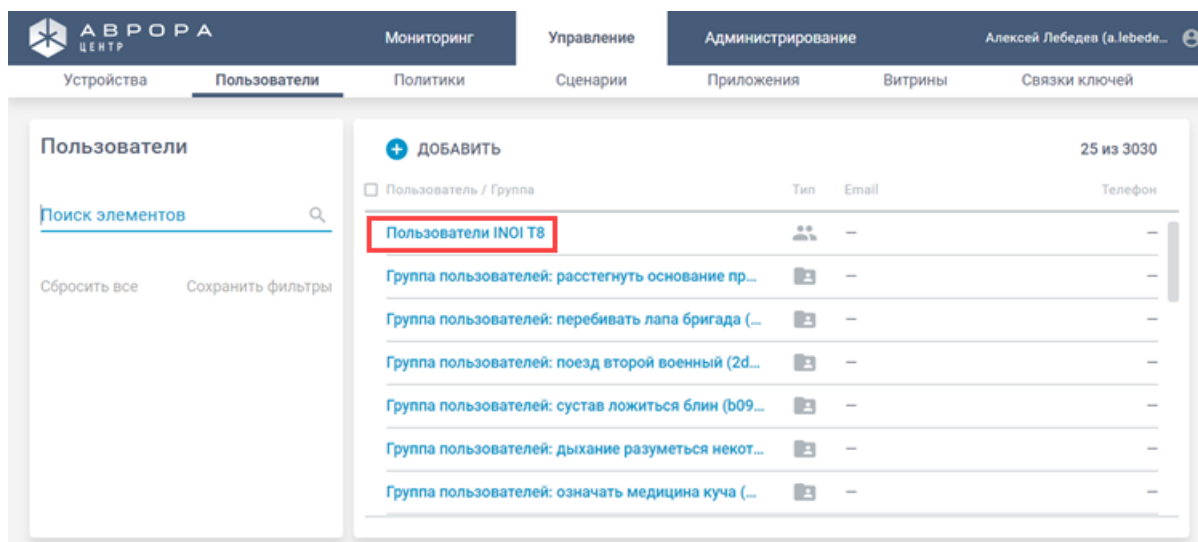 АВРОРА
ЦЕНТР
Мониторинг Управление Администрирование Алексей Лебедев (a.lebede...
Устройства Пользователи Политики Сценарии Приложения Витрины Связки ключей
Пользователи
Поиск элементов
Сбросить все Сохранить фильтры
ДОБАВИТЬ 25 из 3030
Пользователь / Группа Тип Email Телефон
Пользователи INOI T8 — —
Группа пользователей: расстегнуть основание пр... — —
Группа пользователей: перебивать лапа бригада (... — —
Группа пользователей: поезд второй военный (2d... — —
Группа пользователей: сустав ложиться блин (b09... — —
Группа пользователей: дыхание разуметься некот... — —
Группа пользователей: означать медицина куча (... — —